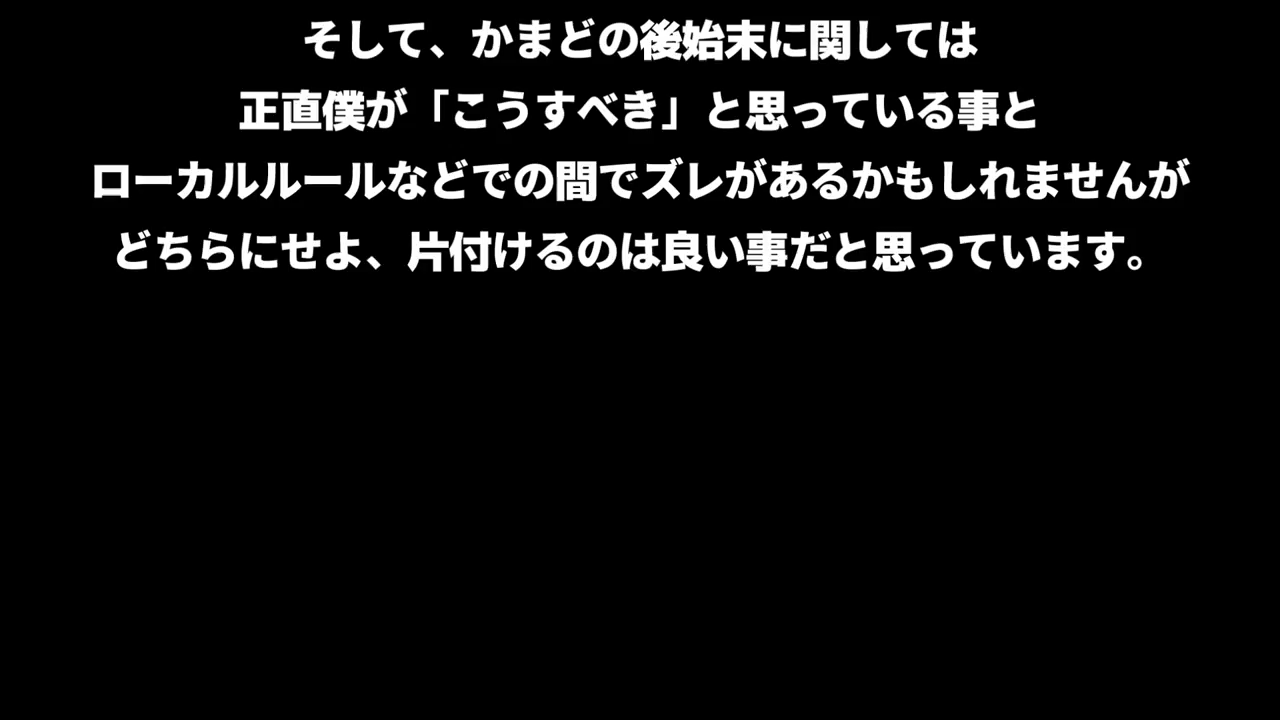 そして、かまどの後始末に関しては
正直僕が「こうすべき」と思っている事と
ローカルルールなどでの間でズレがあるかもしれませんが
どちらにせよ、片付けるのは良い事だと思っています。